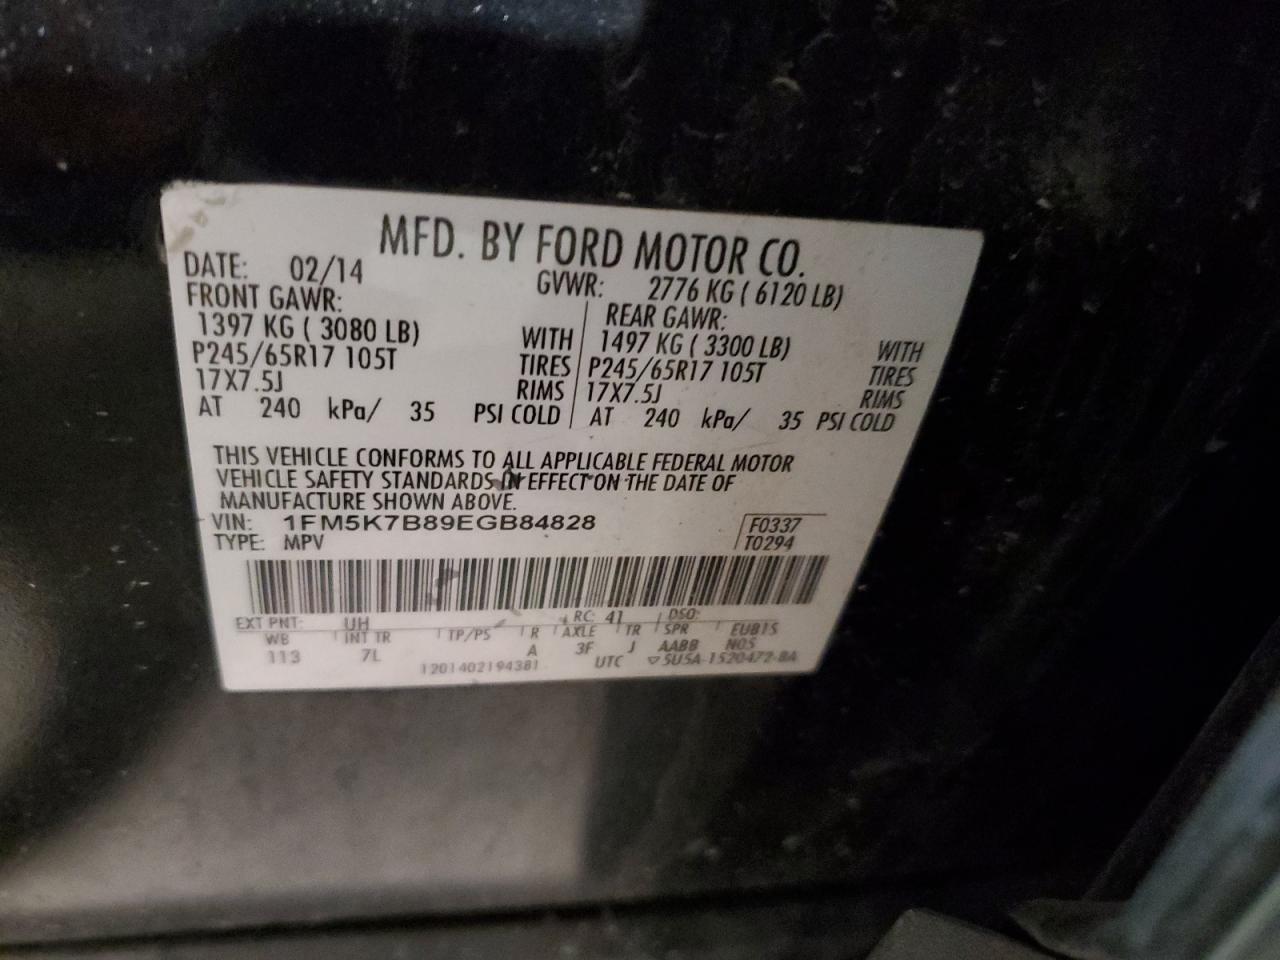 MFD. BY FORD MOTOR CO.
DATE: 02/14 GVWR: 2776 KG ( 6120 LB)
FRONT GAWR: REAR GAWR:
1397 KG ( 3080 LB) WITH 1497 KG ( 3300 LB) WITH
P245/65R17 105T TIRES P245/65R17 105T TIRES
17X7.5J RIMS 17X7.5J RIMS
AT 240 kPa/ 35 PSI COLD AT 240 kPa/ 35 PSI COLD
THIS VEHICLE CONFORMS TO ALL APPLICABLE FEDERAL MOTOR
VEHICLE SAFETY STANDARDS IN EFFECT ON THE DATE OF
MANUFACTURE SHOWN ABOVE.
VIN: 1FM5K7B89EGB84828 F0337
TYPE: MPV T0294
EXT PNT: UH RC: 41 DSO:
WB INT TR TP/PS R AXLE TR SPR EUB15
113 7L A 3F J AABB NOS
1201402194381 UTC ▽5U5A-1520472-BA